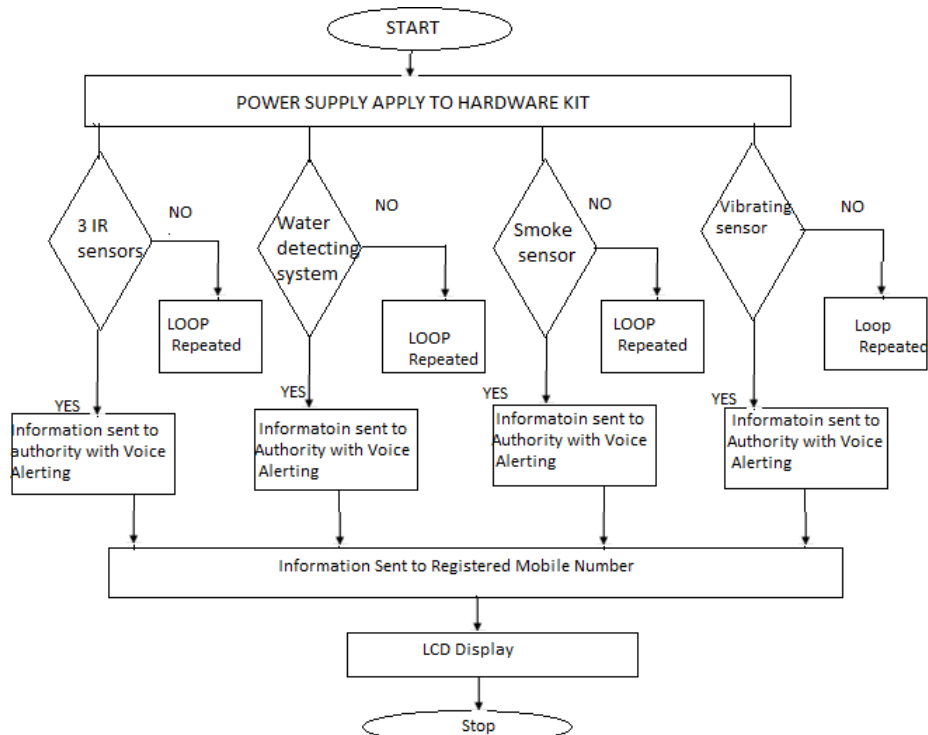 START
POWER SUPPLY APPLY TO HARDWARE KIT
3 IR
sensors
NO
LOOP
Repeated
YES
Information sent to
authority with Voice
Alerting
Water
detecting
system
NO
LOOP
Repeated
YES
Informatoin sent to
Authority with Voice
Alerting
Smoke
sensor
NO
LOOP
Repeated
YES
Informatoin sent to
Authority with Voice
Alerting
Vibrating
sensor
NO
Loop
Repeated
YES
Informatoin sent to
Authority with Voice
Alerting
Information Sent to Registered Mobile Number
LCD Display
Stop